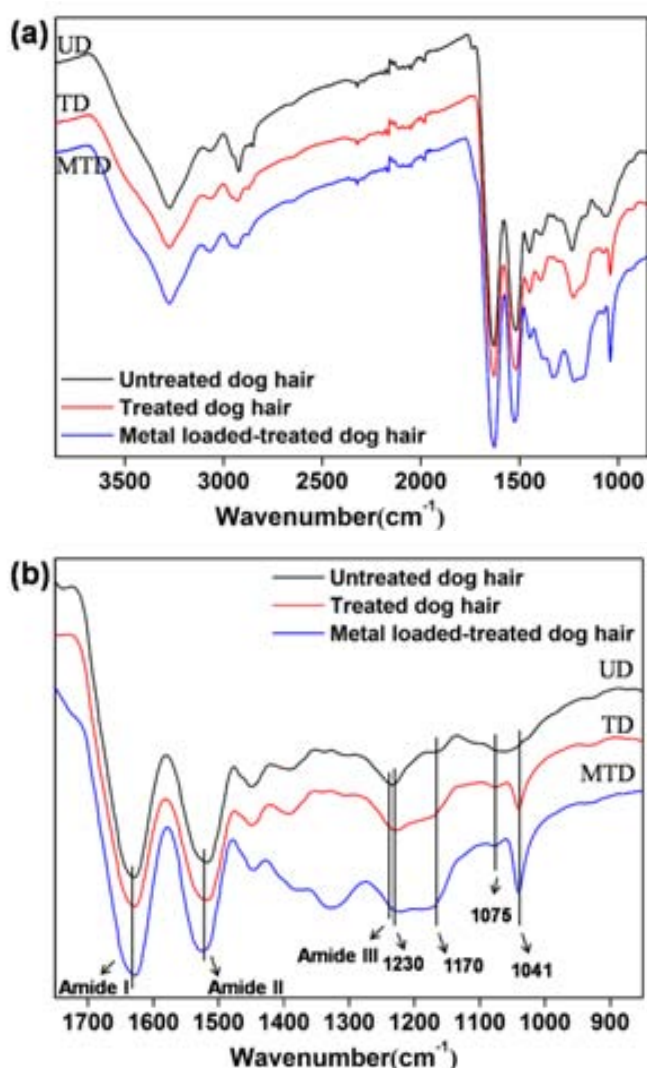 (a)
UD
TD
MTD
Untreated dog hair
Treated dog hair
Metal loaded-treated dog hair
3500 3000 2500 2000 1500 1000
Wavenumber(cm⁻¹)
(b)
Untreated dog hair
Treated dog hair
Metal loaded-treated dog hair
UD
TD
MTD
1075
Amide III 1230 1170 1041
Amide I Amide II
1700 1600 1500 1400 1300 1200 1100 1000 900
Wavenumber(cm⁻¹)